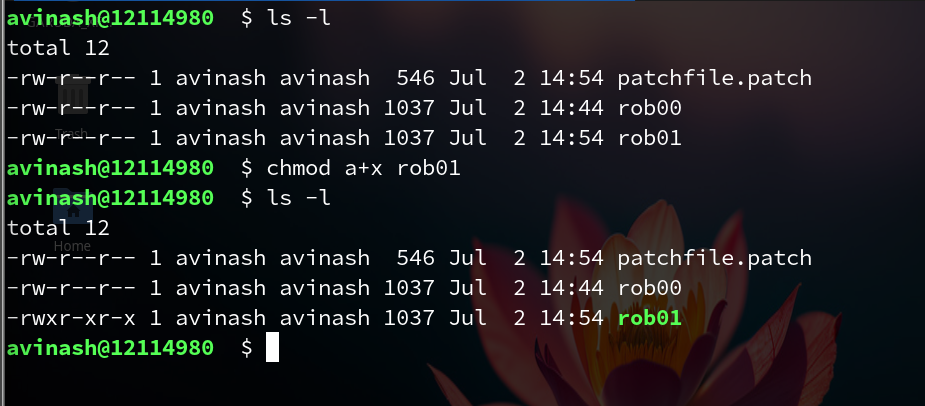 avinash@12114980  $ ls -l
total 12
-rw-r--r-- 1 avinash avinash  546 Jul  2 14:54 patchfile.patch
-rw-r--r-- 1 avinash avinash 1037 Jul  2 14:44 rob00
-rw-r--r-- 1 avinash avinash 1037 Jul  2 14:54 rob01
Trash
avinash@12114980  $ chmod a+x rob01
avinash@12114980  $ ls -l
total 12
Home
-rw-r--r-- 1 avinash avinash  546 Jul  2 14:54 patchfile.patch
-rw-r--r-- 1 avinash avinash 1037 Jul  2 14:44 rob00
-rwxr-xr-x 1 avinash avinash 1037 Jul  2 14:54 rob01
avinash@12114980  $